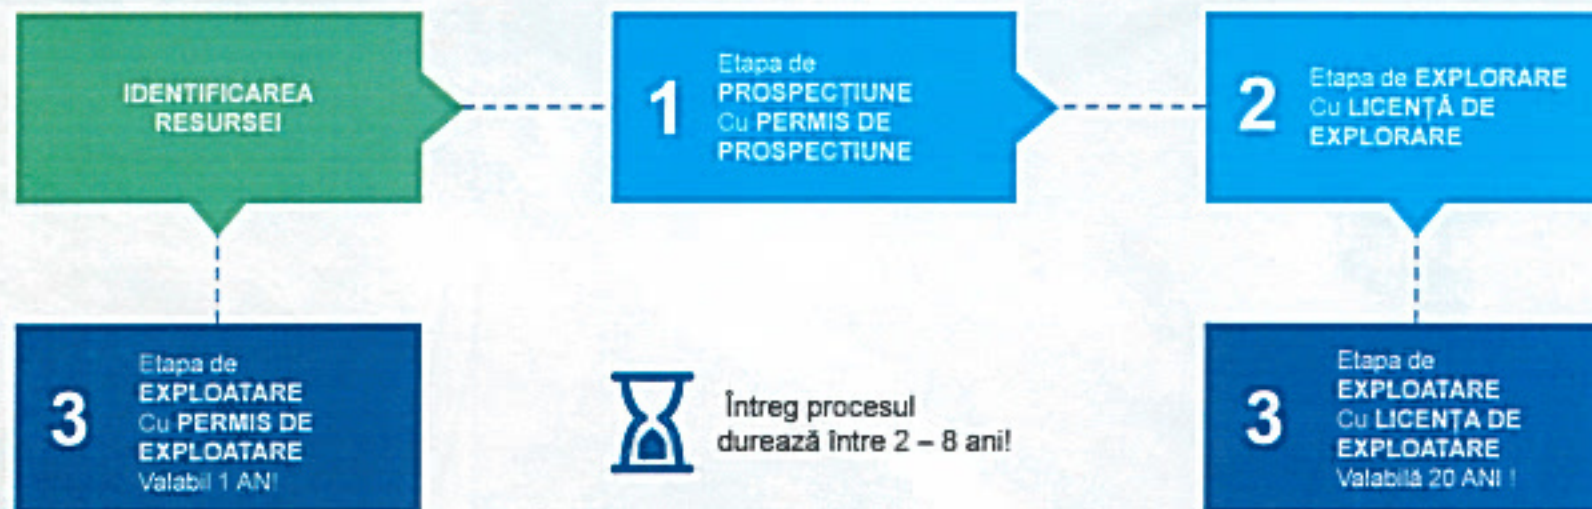 IDENTIFICAREA
RESURSEI
1
Etapa de
PROSPECȚIUNE
Cu PERMIS DE
PROSPECTIUNE
2
Etapa de EXPLORARE
Cu LICENȚĂ DE
EXPLORARE
3
Etapa de
EXPLOATARE
Cu PERMIS DE
EXPLOATARE
Valabil 1 AN!
Întreg procesul
durează între 2 – 8 ani!
3
Etapa de
EXPLOATARE
Cu LICENȚA DE
EXPLOATARE
Valabilă 20 ANI !